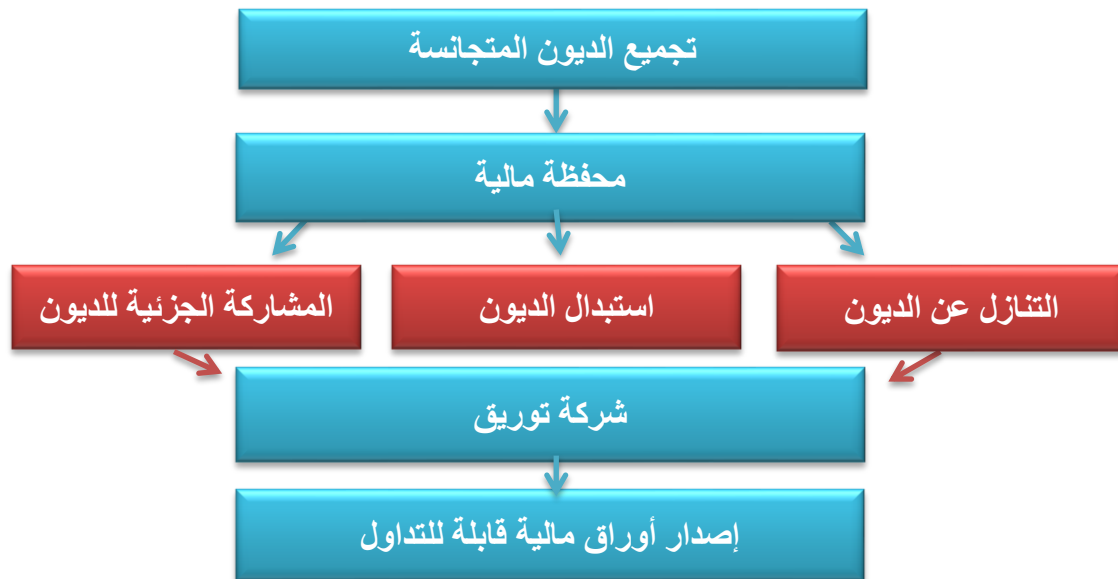 تجميع الديون المتجانسة
محفظة مالية
التنازل عن الديون
استبدال الديون
المشاركة الجزئية للديون
شركة توريق
إصدار أوراق مالية قابلة للتداول